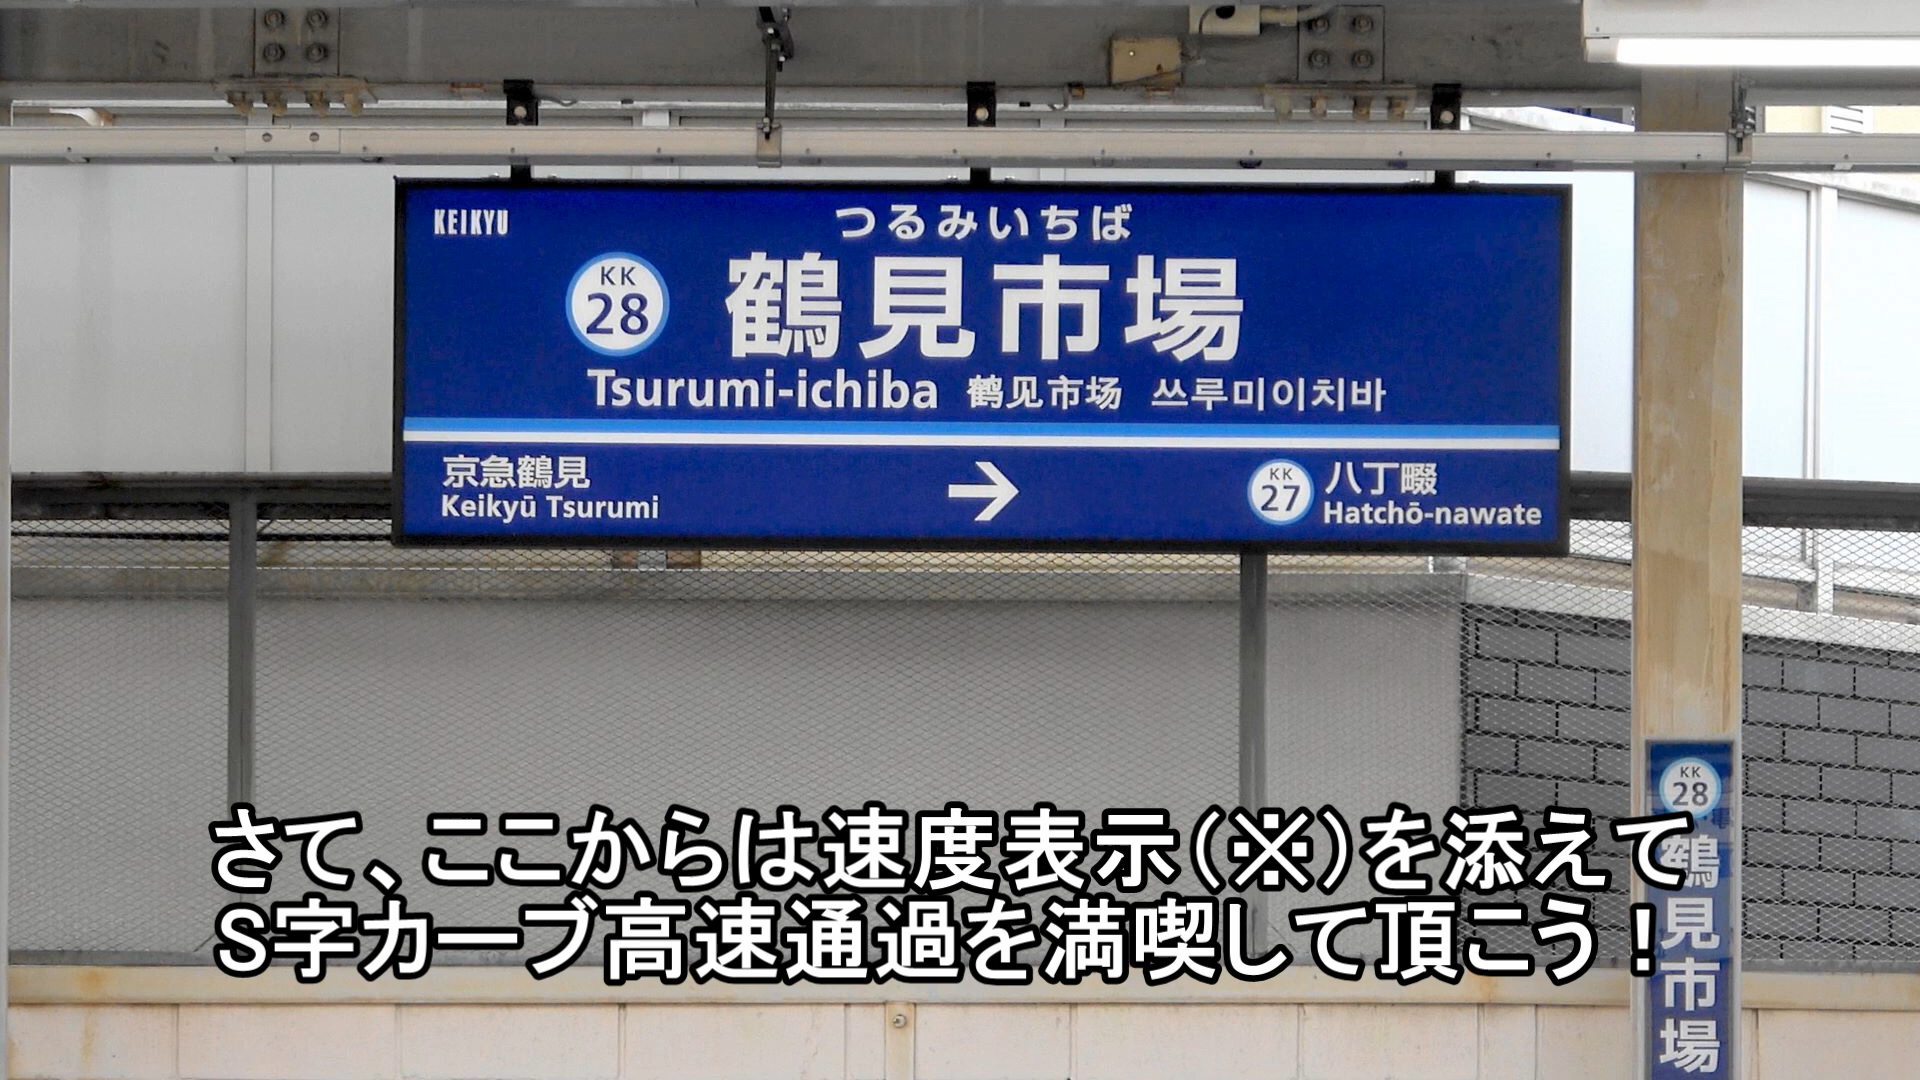 KEIKYU
つるみいちば
KK
28
鶴見市場
Tsurumi-ichiba 鹤见市场 쓰루미이치바
京急鶴見
Keikyū Tsurumi
→
KK
27
八丁畷
Hatchō-nawate
KK
28
鶴見市場
さて、ここからは速度表示(※)を添えて
S字カーブ高速通過を満喫して頂こう！